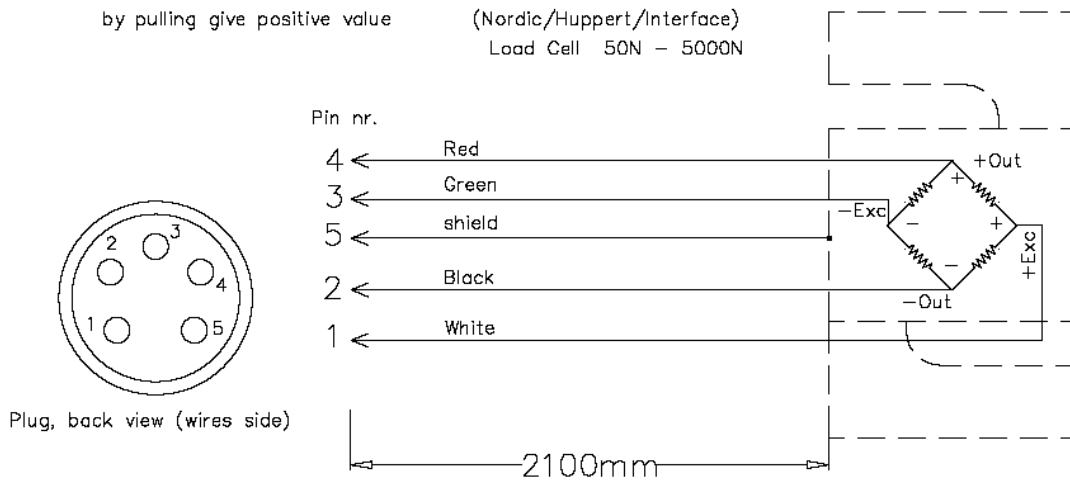 by pulling give positive value
(Nordic/Huppert/Interface)
Load Cell 50N - 5000N
Pin nr.
4 Red
+Out
+
3 Green
-Exc
-
+
+Exc
5 shield
2 Black
-
-Out
1 White
3
2
4
1
5
Plug, back view (wires side)
2100mm